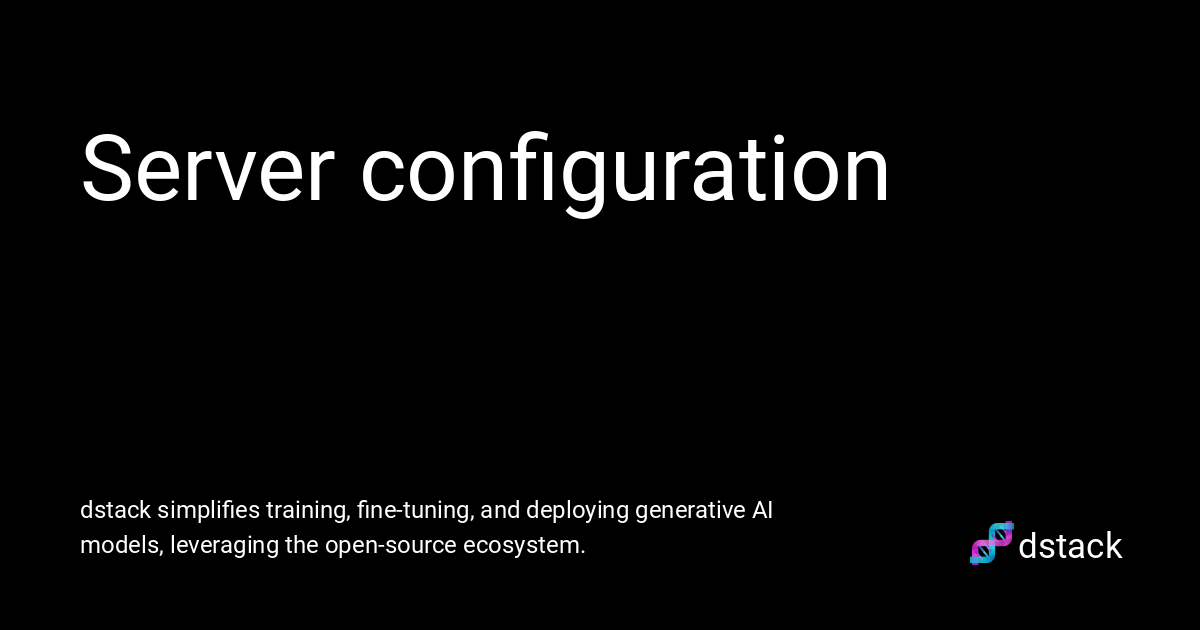 Server configuration
dstack simplifies training, fine-tuning, and deploying generative AI
models, leveraging the open-source ecosystem.
dstack